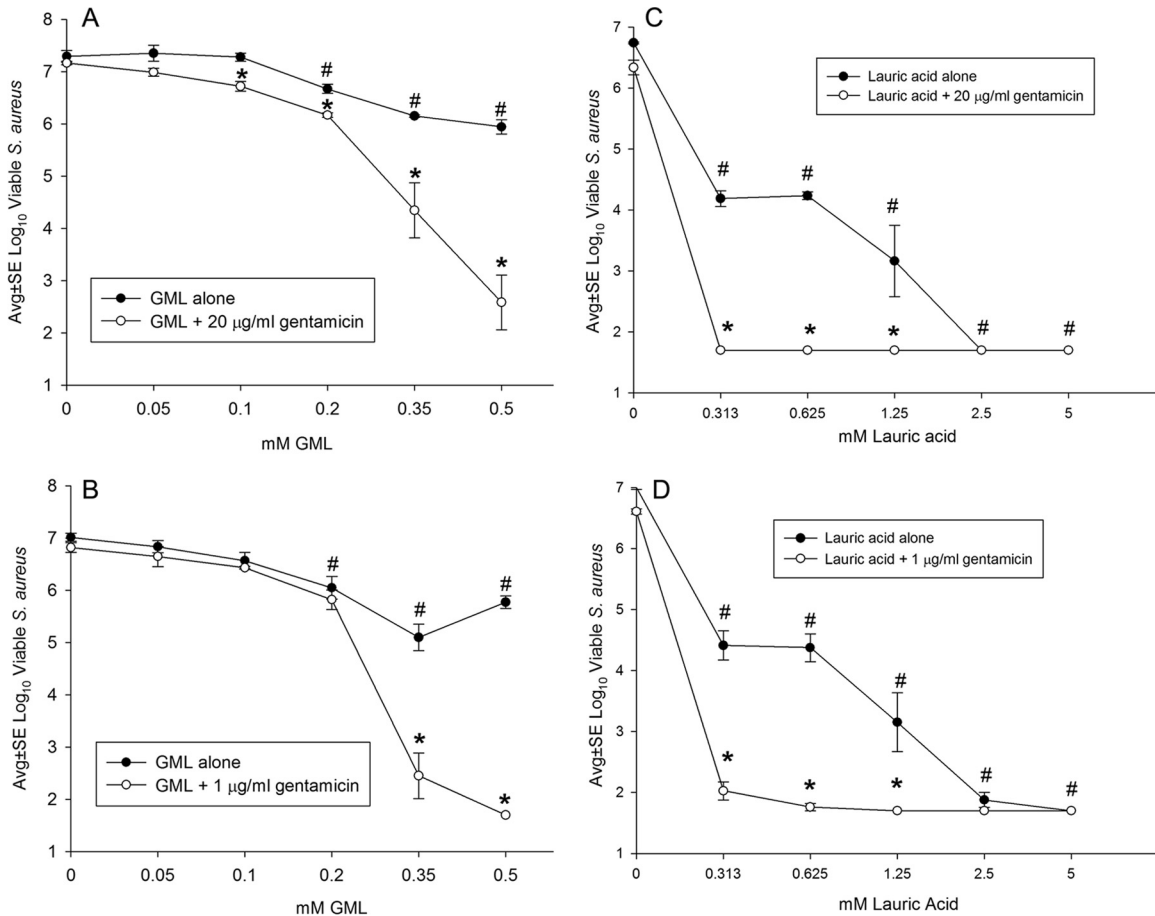 A
8
7
6
5
4
3
2
1
Avg±SE Log10 Viable S. aureus
# # #
* * * *
GML alone
GML + 20 μg/ml gentamicin
0 0.05 0.1 0.2 0.35 0.5
mM GML
B
8
7
6
5
4
3
2
1
Avg±SE Log10 Viable S. aureus
# # #
* *
GML alone
GML + 1 μg/ml gentamicin
0 0.05 0.1 0.2 0.35 0.5
mM GML
C
7
6
5
4
3
2
1
Avg±SE Log10 Viable S. aureus
Lauric acid alone
Lauric acid + 20 μg/ml gentamicin
# # # # #
* * *
0 0.313 0.625 1.25 2.5 5
mM Lauric acid
D
7
6
5
4
3
2
1
Avg±SE Log10 Viable S. aureus
Lauric acid alone
Lauric acid + 1 μg/ml gentamicin
# # # # #
* * *
0 0.313 0.625 1.25 2.5 5
mM Lauric Acid